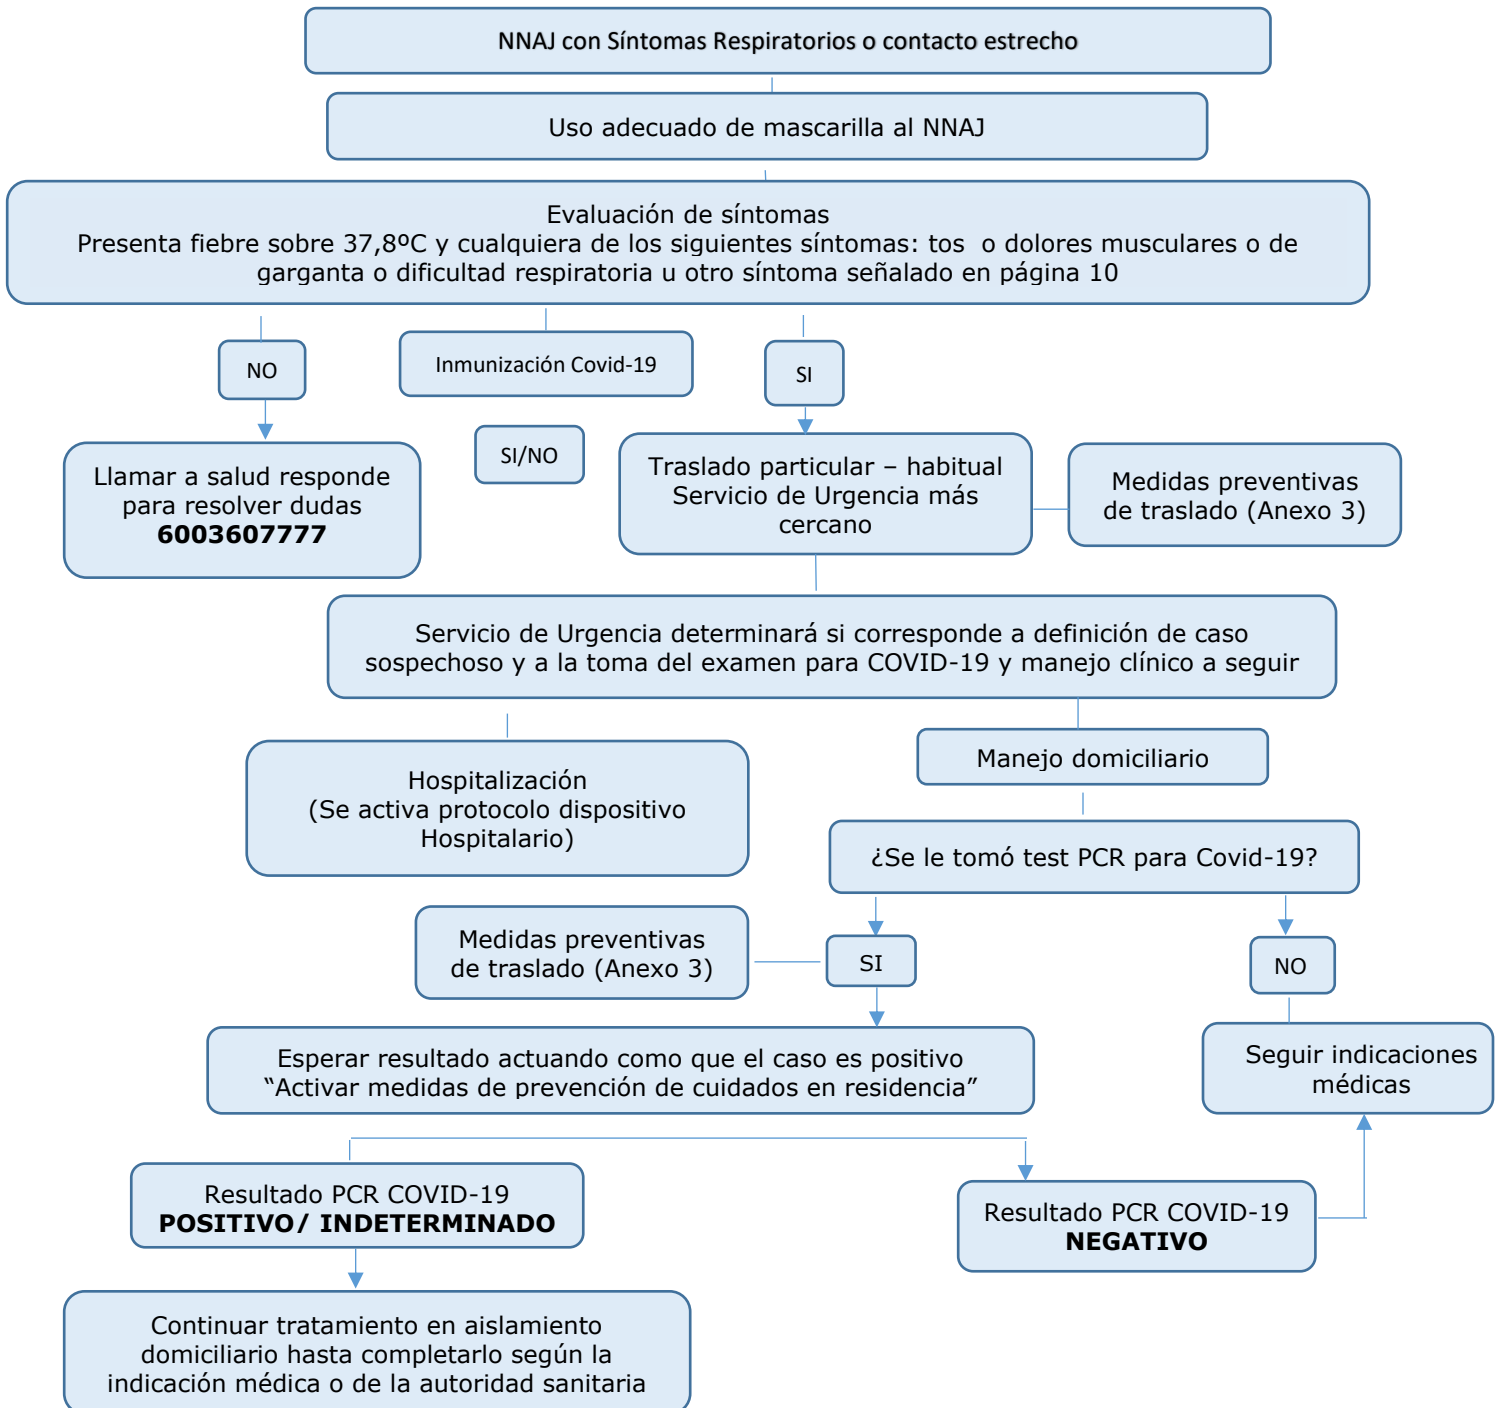 NNAJ con Síntomas Respiratorios o contacto estrecho
Uso adecuado de mascarilla al NNAJ
Evaluación de síntomas
Presenta fiebre sobre 37,8ºC y cualquiera de los siguientes síntomas: tos o dolores musculares o de
garganta o dificultad respiratoria u otro síntoma señalado en página 10
NO
Inmunización Covid-19
SI
Llamar a salud responde
para resolver dudas
6003607777
SI/NO
Traslado particular – habitual
Servicio de Urgencia más
cercano
Medidas preventivas
de traslado (Anexo 3)
Servicio de Urgencia determinará si corresponde a definición de caso
sospechoso y a la toma del examen para COVID-19 y manejo clínico a seguir
Hospitalización
(Se activa protocolo dispositivo
Hospitalario)
Manejo domiciliario
¿Se le tomó test PCR para Covid-19?
Medidas preventivas
de traslado (Anexo 3)
SI
NO
Esperar resultado actuando como que el caso es positivo
“Activar medidas de prevención de cuidados en residencia”
Seguir indicaciones
médicas
Resultado PCR COVID-19
POSITIVO/ INDETERMINADO
Resultado PCR COVID-19
NEGATIVO
Continuar tratamiento en aislamiento
domiciliario hasta completarlo según la
indicación médica o de la autoridad sanitaria